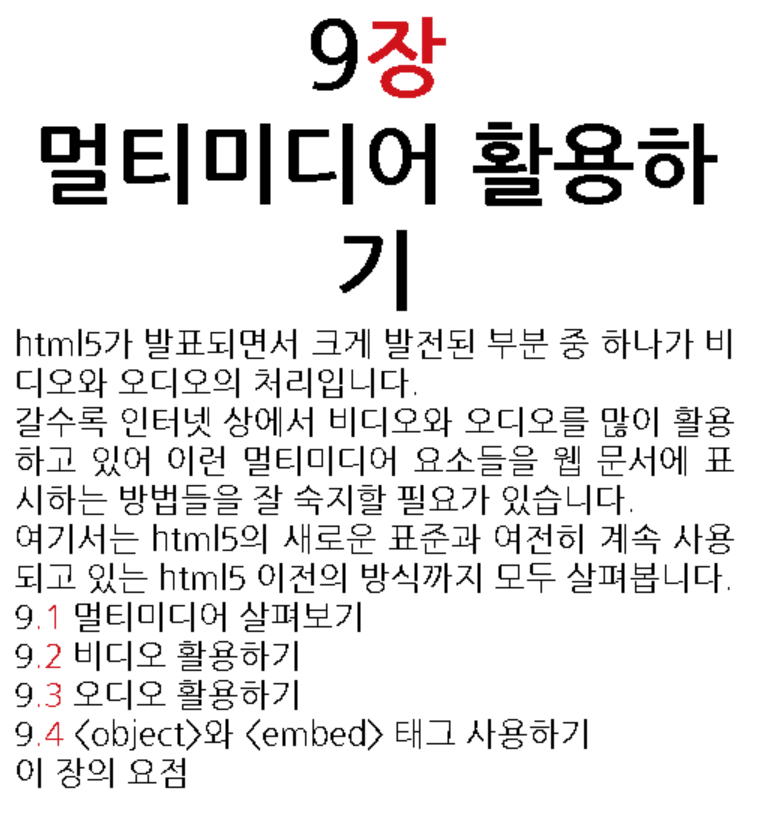 9장
멀티미디어 활용하
기
html5가 발표되면서 크게 발전된 부분 중 하나가 비
디오와 오디오의 처리입니다.
갈수록 인터넷 상에서 비디오와 오디오를 많이 활용
하고 있어 이런 멀티미디어 요소들을 웹 문서에 표
시하는 방법들을 잘 숙지할 필요가 있습니다.
여기서는 html5의 새로운 표준과 여전히 계속 사용
되고 있는 html5 이전의 방식까지 모두 살펴봅니다.
9.1 멀티미디어 살펴보기
9.2 비디오 활용하기
9.3 오디오 활용하기
9.4 <object>와 <embed> 태그 사용하기
이 장의 요점